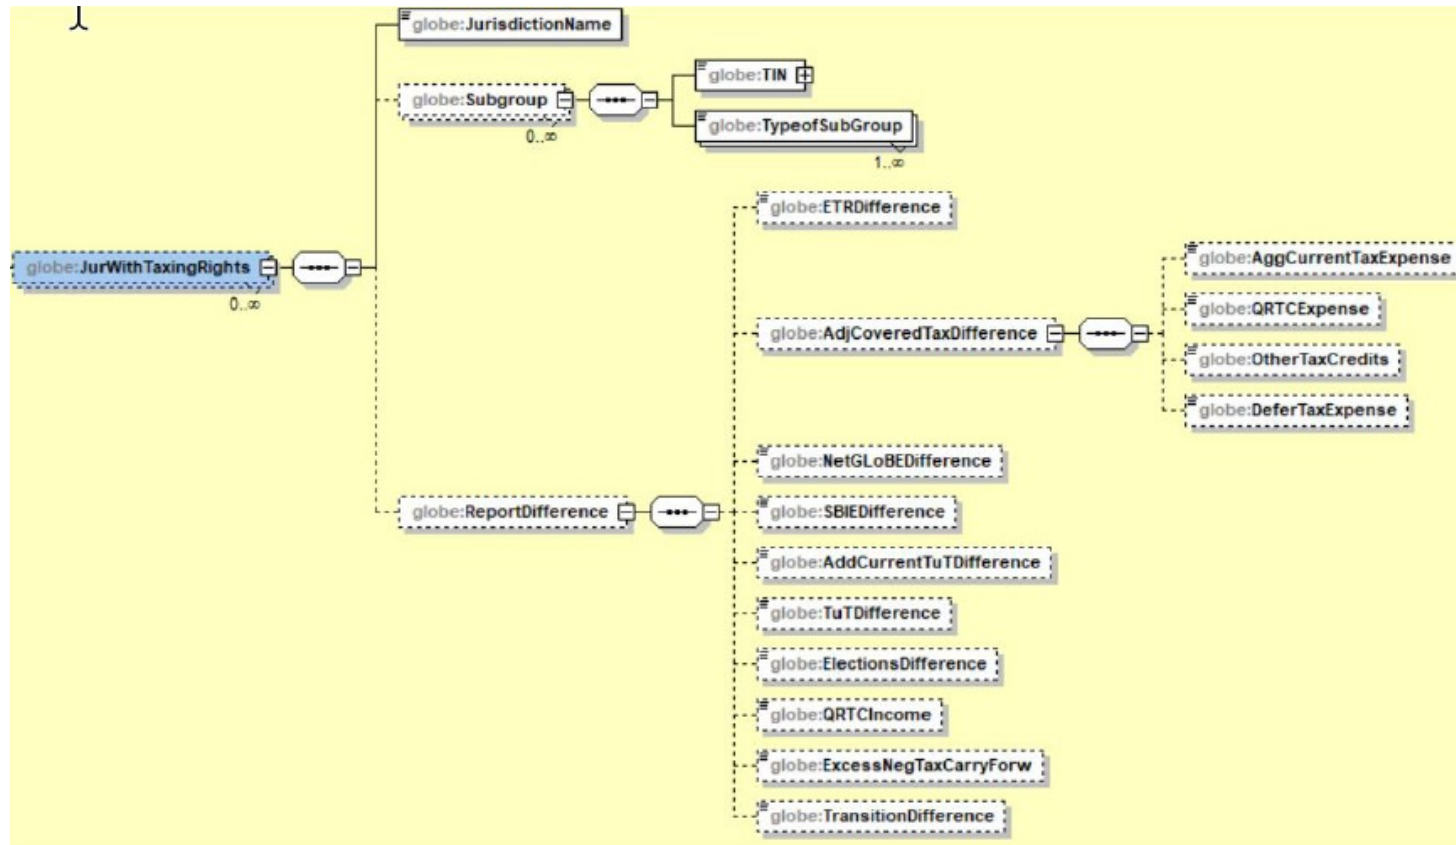 globe:JurisdictionName
globe:TIN
globe:Subgroup
0..∞
globe:TypeofSubGroup
1..∞
globe:ETRDifference
globe:JurWithTaxingRights
0..∞
globe:AggCurrentTaxExpense
globe:QRTCExpense
globe:AdjCoveredTaxDifference
globe:OtherTaxCredits
globe:DeferTaxExpense
globe:NetGLoBEDifference
globe:ReportDifference
globe:SBIEDifference
globe:AddCurrentTuTDifference
globe:TuTDifference
globe:ElectionsDifference
globe:QRTCIncome
globe:ExcessNegTaxCarryForw
globe:TransitionDifference